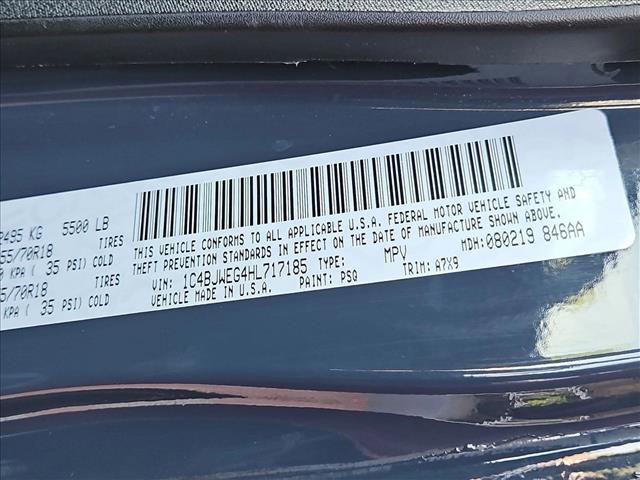 2495 KG 5500 LB
55/70R18 TIRES
KPA ( 35 PSI) COLD
5/70R18 TIRES
KPA ( 35 PSI) COLD
THIS VEHICLE CONFORMS TO ALL APPLICABLE U.S.A. FEDERAL MOTOR VEHICLE SAFETY AND
THEFT PREVENTION STANDARDS IN EFFECT ON THE DATE OF MANUFACTURE SHOWN ABOVE.
VIN: 1C4BJWEG4HL717185 TYPE: MPV MDH: 080219 846AA
VEHICLE MADE IN U.S.A. PAINT: PSQ TRIM: A7X9